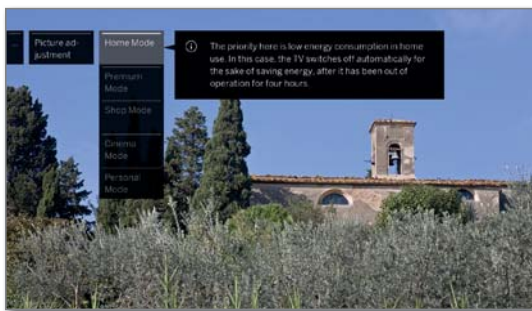 ...
Picture ad-
justment
Home Mode
Premium
Mode
Shop Mode
Cinema
Mode
Personal
Mode
The priority here is low energy consumption in home
use. In this case, the TV switches off automatically for
the sake of saving energy, after it has been out of
operation for four hours.